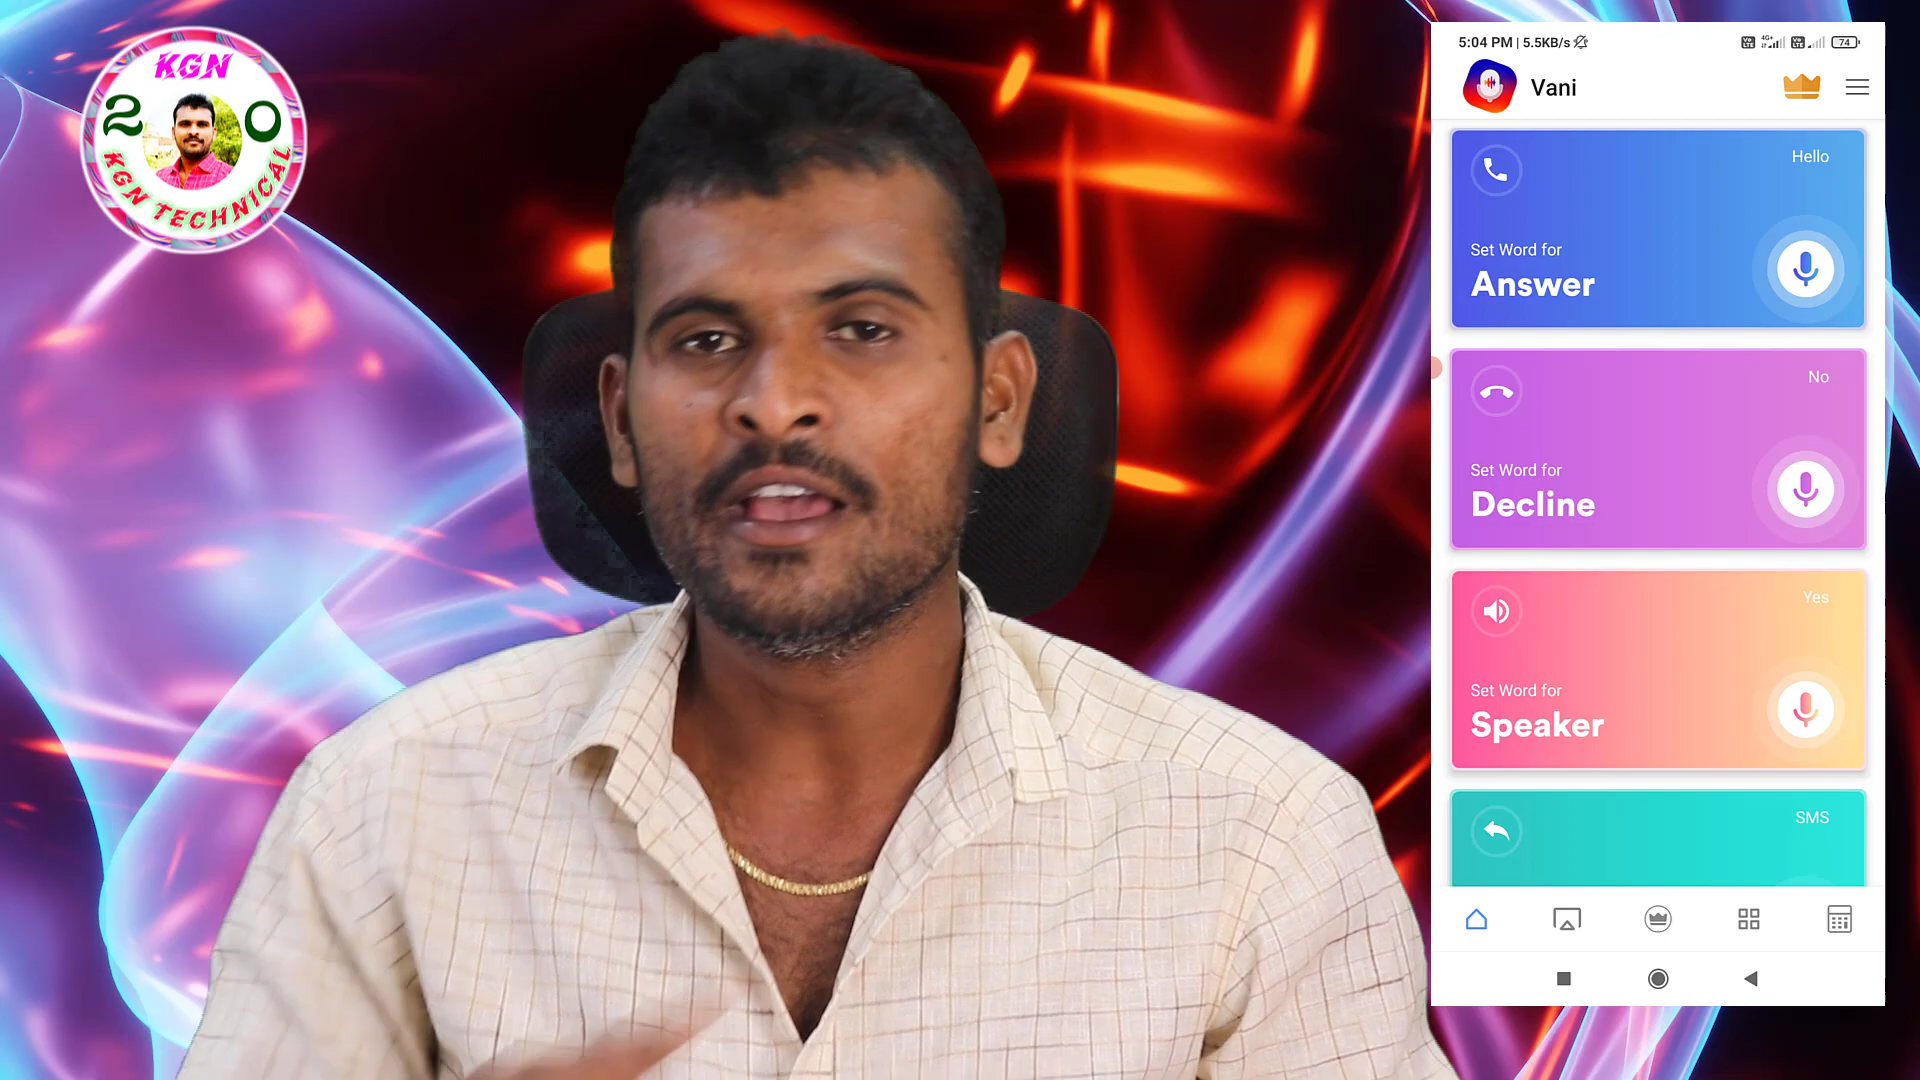 KGN
2 0
KGN TECHNICAL
5:04 PM | 5.5KB/s
4G+
74
Vani
Hello
Set Word for
Answer
No
Set Word for
Decline
Yes
Set Word for
Speaker
SMS